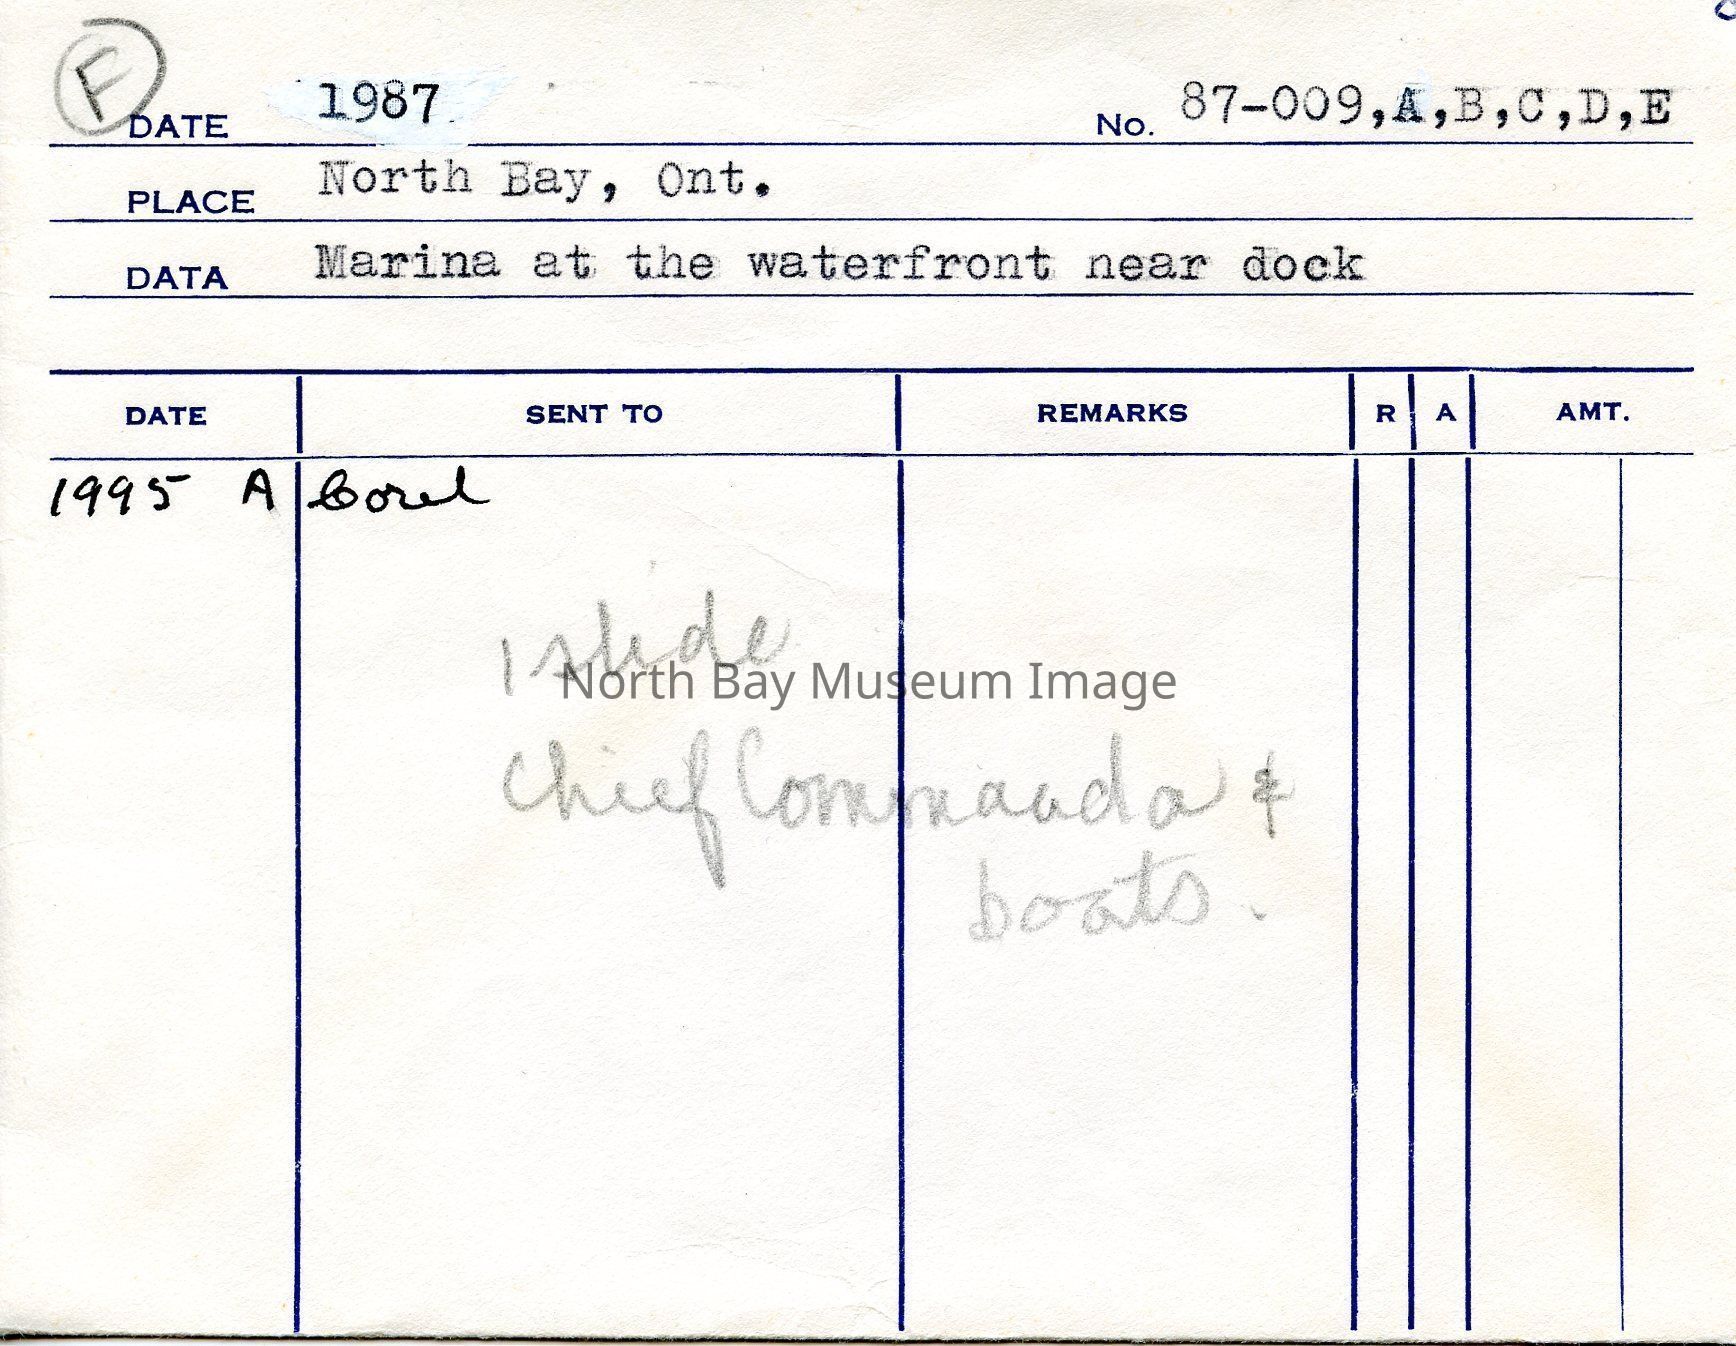 F
DATE 1987 No. 87-009,A,B,C,D,E
PLACE North Bay, Ont.
DATA Marina at the waterfront near dock
DATE SENT TO REMARKS R A AMT.
1995 A Corel
1 slide
North Bay Museum Image
Chief Commanda &
boats.